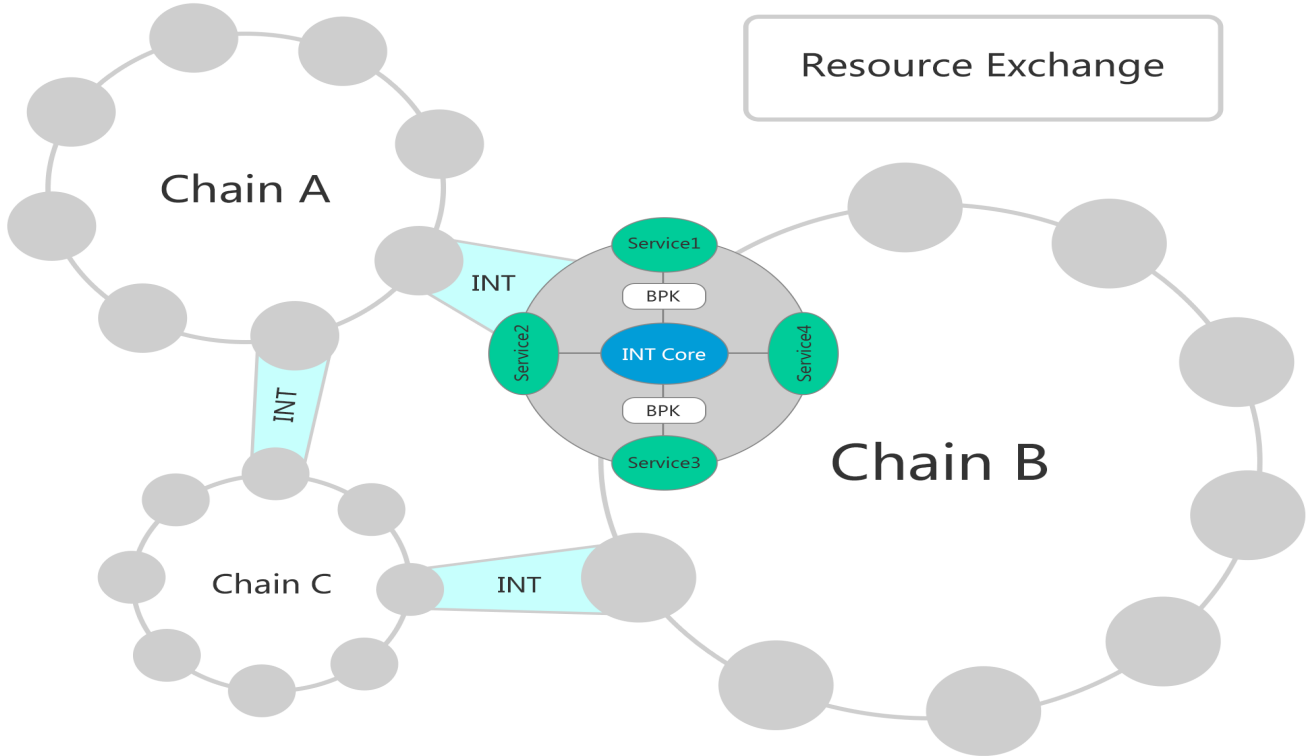 Resource Exchange
Chain A
Service1
INT
BPK
Service2
INT Core
Service4
INT
BPK
Service3
Chain B
Chain C
INT